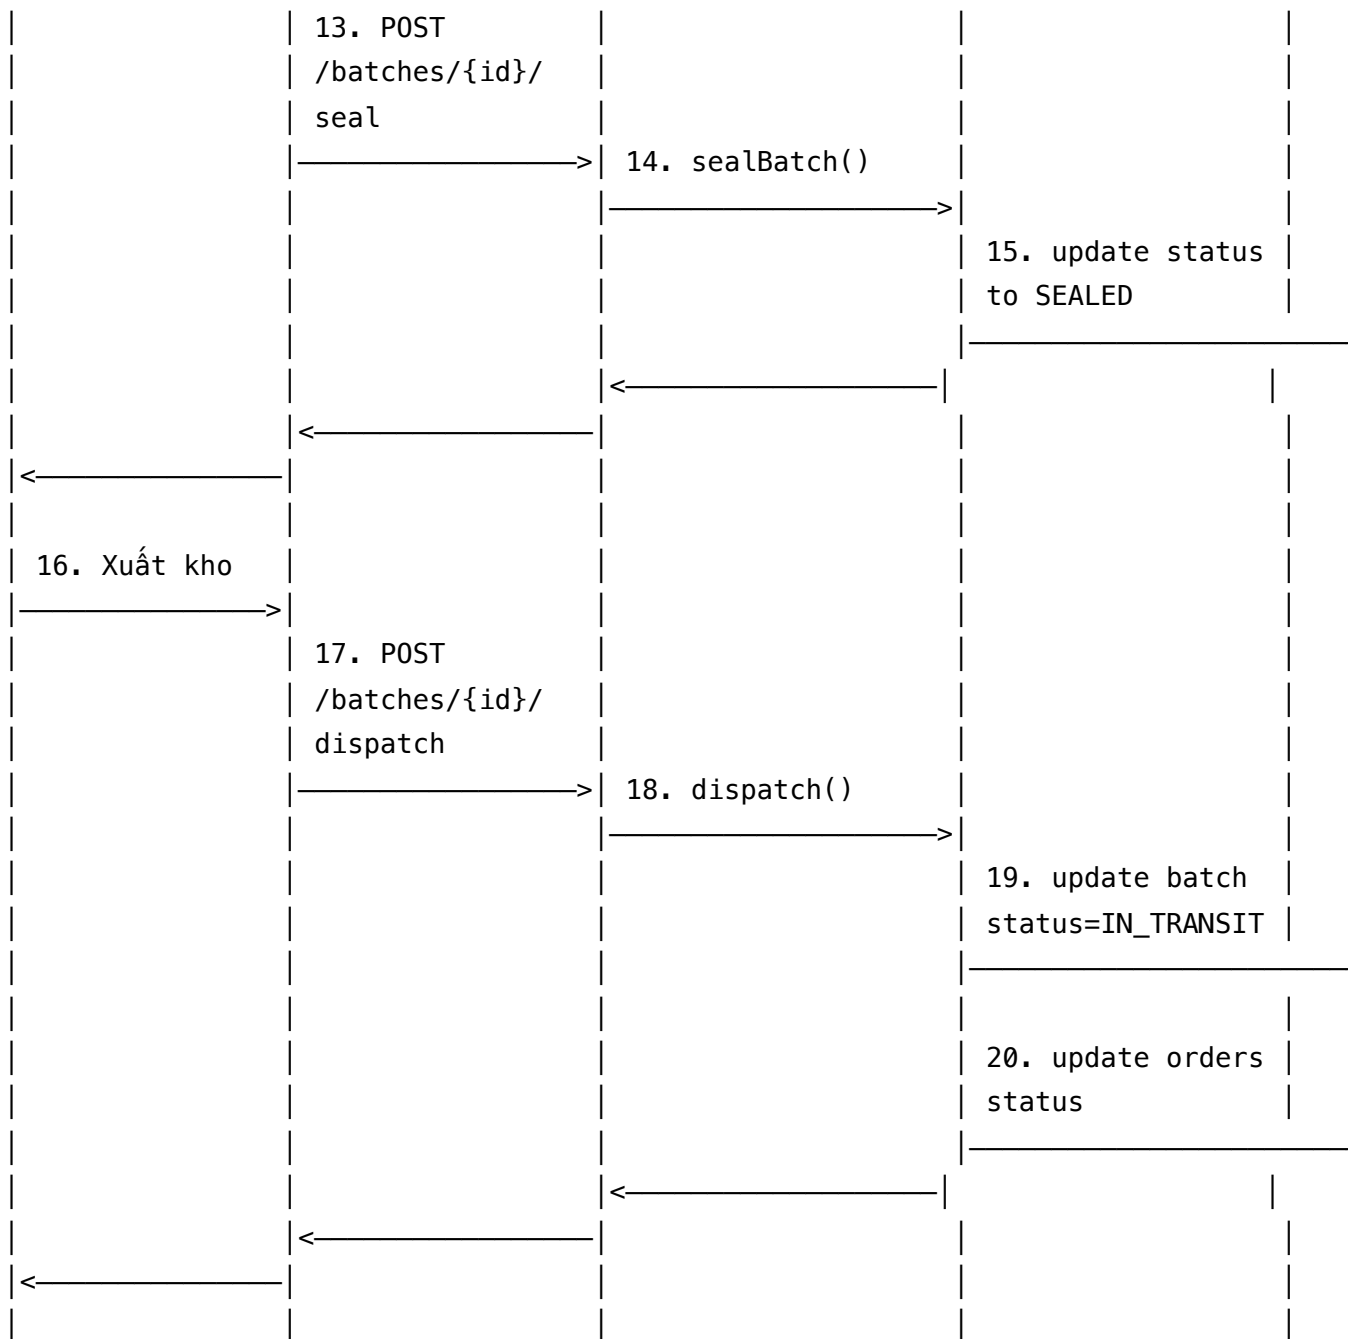 13. POST
/batches/{id}/
seal
14. sealBatch()
15. update status
to SEALED
16. Xuất kho
17. POST
/batches/{id}/
dispatch
18. dispatch()
19. update batch
status=IN_TRANSIT
20. update orders
status